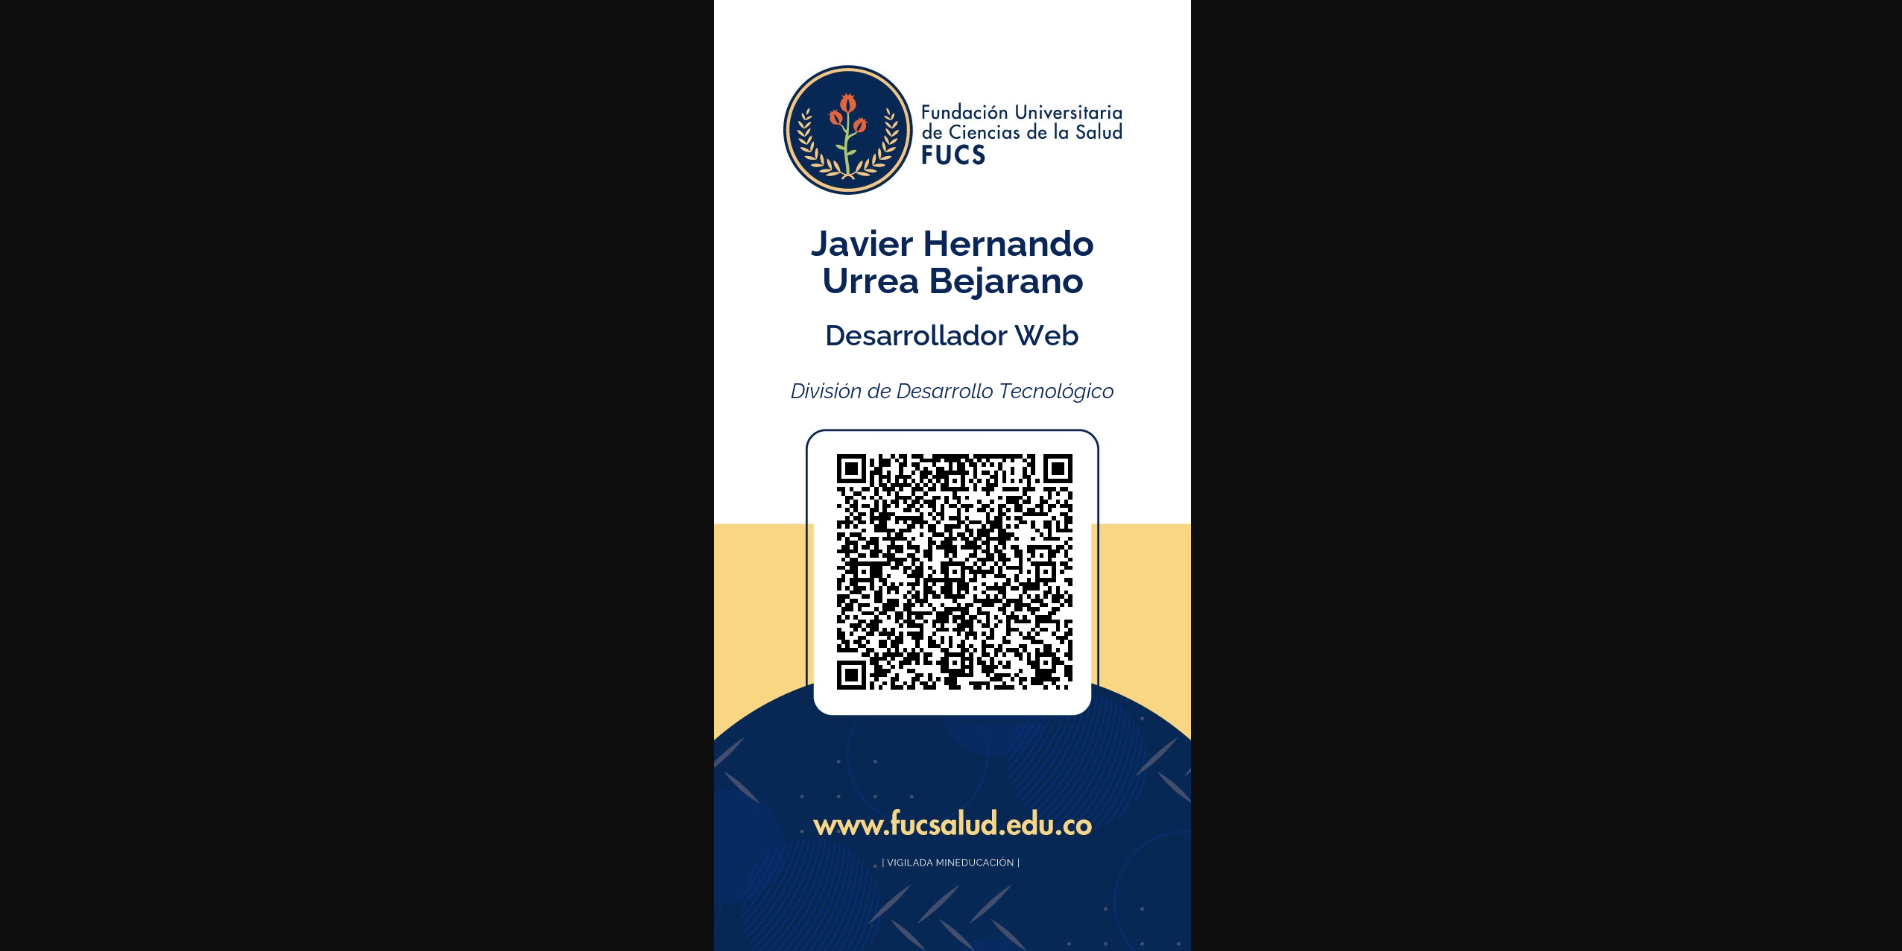 Fundación Universitaria
de Ciencias de la Salud
FUCS
Javier Hernando
Urrea Bejarano
Desarrollador Web
División de Desarrollo Tecnológico
www.fucsalud.edu.co
| VIGILADA MINEDUCACIÓN |